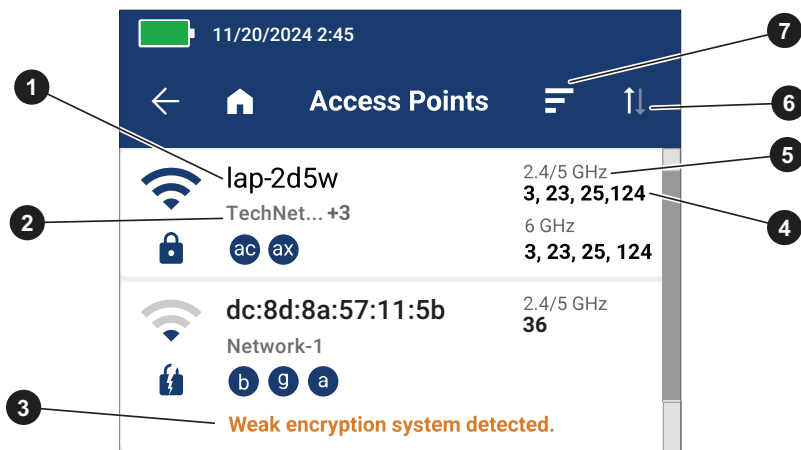 11/20/2024 2:45
7
Access Points
1
6
lap-2d5w
2.4/5 GHz
5
3, 23, 25,124
2
TechNet... +3
4
6 GHz
ac ax
3, 23, 25, 124
dc:8d:8a:57:11:5b
2.4/5 GHz
36
Network-1
b g a
3
Weak encryption system detected.